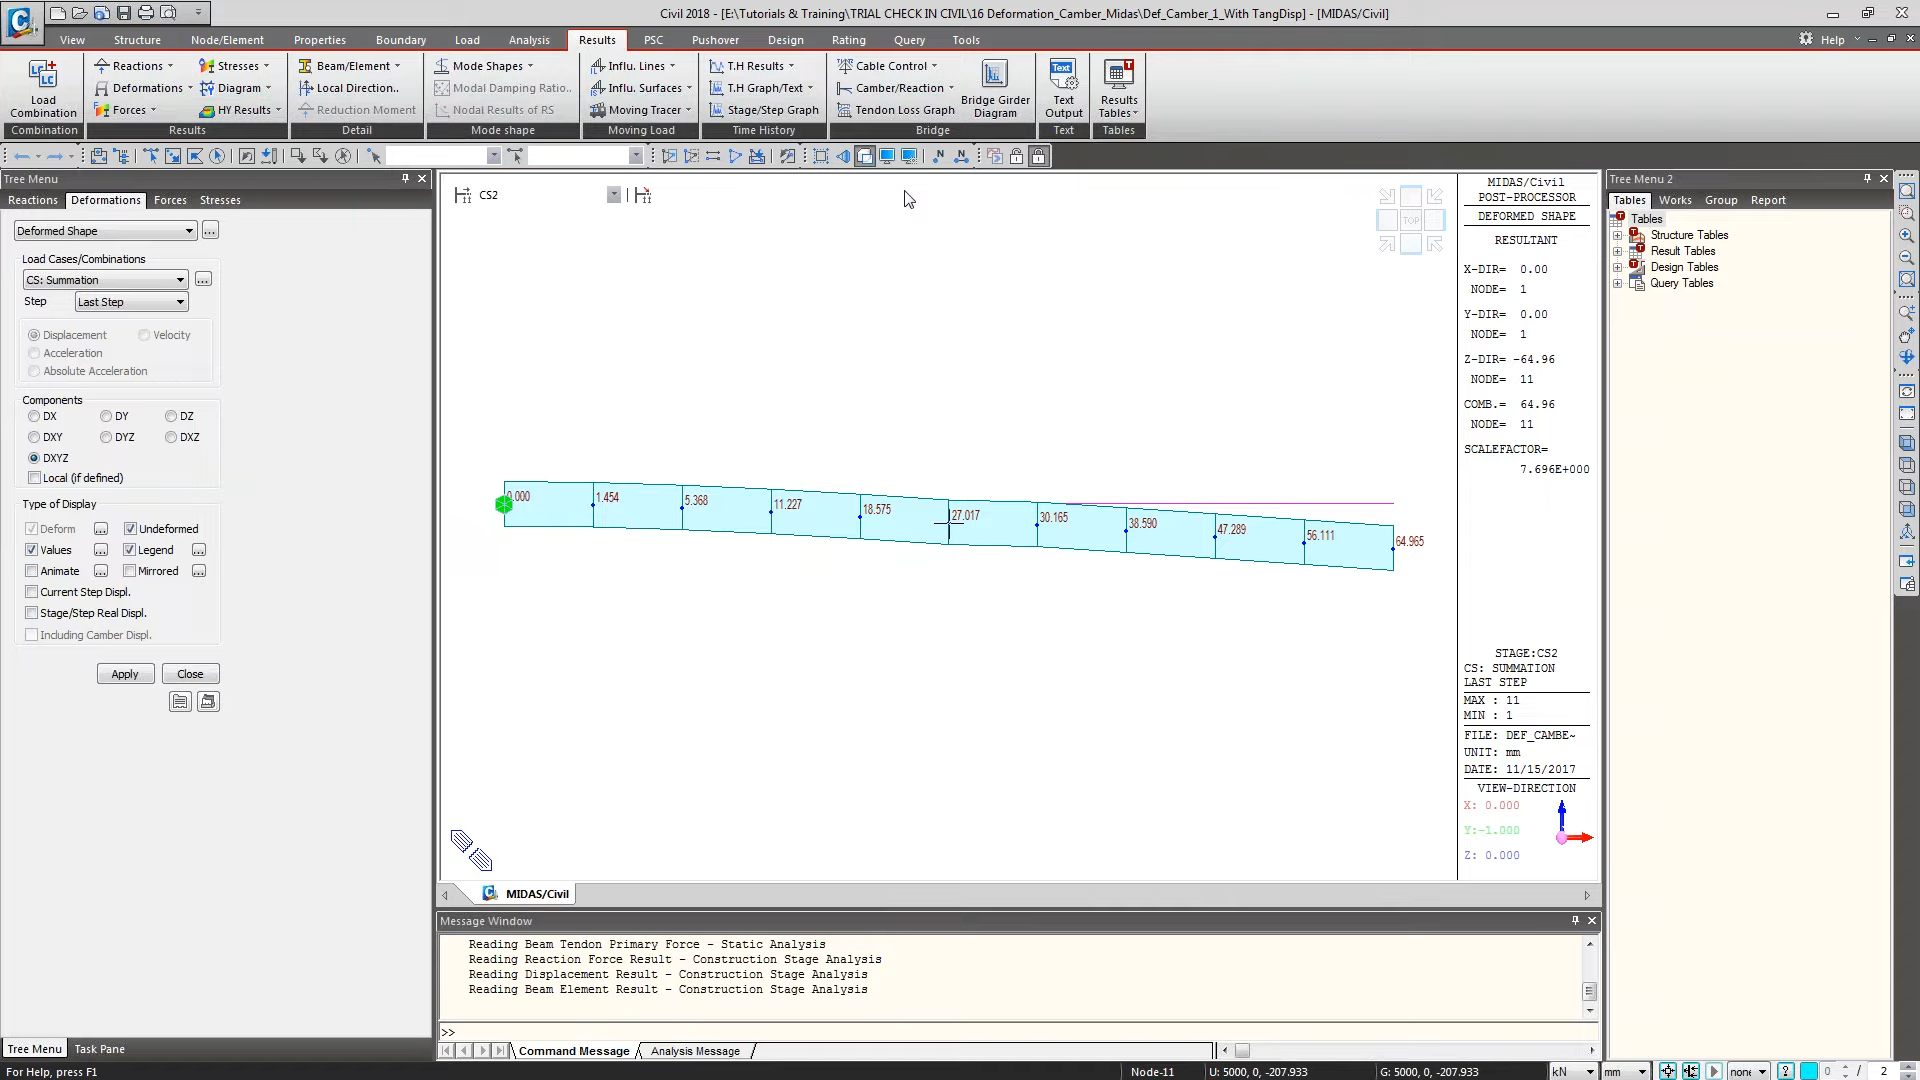 Civil 2018 - [E:\Tutorials & Training\TRIAL CHECK IN CIVIL\16 Deformation_Camber_Midas\Def_Camber_1_With TangDisp] - [MIDAS/Civil]
View Structure Node/Element Properties Boundary Load Analysis Results PSC Pushover Design Rating Query Tools Help
Reactions Stresses Beam/Element Mode Shapes Influ. Lines T.H Results Cable Control
Deformations Diagram Local Direction.. Modal Damping Ratio.. Influ. Surfaces T.H Graph/Text Camber/Reaction
Forces HY Results Reduction Moment Nodal Results of RS Moving Tracer Stage/Step Graph Tendon Loss Graph
Load Combination
Bridge Girder Diagram
Text Output
Results Tables
Combination Results Detail Mode shape Moving Load Time History Bridge Text Tables
Tree Menu
Reactions Deformations Forces Stresses
Deformed Shape
Load Cases/Combinations
CS: Summation
Step Last Step
Displacement Velocity
Acceleration
Absolute Acceleration
Components
DX DY DZ
DXY DYZ DXZ
DXYZ
Local (if defined)
Type of Display
Deform Undeformed
Values Legend
Animate Mirrored
Current Step Displ.
Stage/Step Real Displ.
Including Camber Displ.
Apply Close
Tree Menu Task Pane
CS2
TOP
0.000 1.454 5.368 11.227 18.575 27.017 30.165 38.590 47.289 56.111 64.965
MIDAS/Civil
POST-PROCESSOR
DEFORMED SHAPE
RESULTANT
X-DIR= 0.00
NODE= 1
Y-DIR= 0.00
NODE= 1
Z-DIR= -64.96
NODE= 11
COMB.= 64.96
NODE= 11
SCALEFACTOR=
7.696E+000
STAGE:CS2
CS: SUMMATION
LAST STEP
MAX : 11
MIN : 1
FILE: DEF_CAMBE~
UNIT: mm
DATE: 11/15/2017
VIEW-DIRECTION
X: 0.000
Y:-1.000
Z: 0.000
MIDAS/Civil
Message Window
Reading Beam Tendon Primary Force - Static Analysis
Reading Reaction Force Result - Construction Stage Analysis
Reading Displacement Result - Construction Stage Analysis
Reading Beam Element Result - Construction Stage Analysis
>>
Command Message Analysis Message
Tree Menu 2
Tables Works Group Report
Tables
Structure Tables
Result Tables
Design Tables
Query Tables
For Help, press F1
Node-11 U: 5000, 0, -207.933 G: 5000, 0, -207.933 kN mm none ? 0 / 2